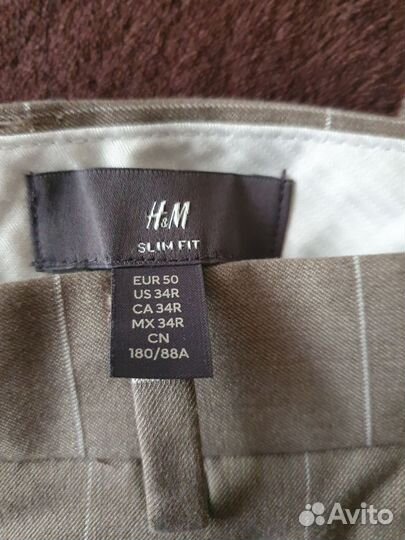 H&M
SLIM FIT
EUR 50
US 34R
CA 34R
MX 34R
CN
180/88A
Avito